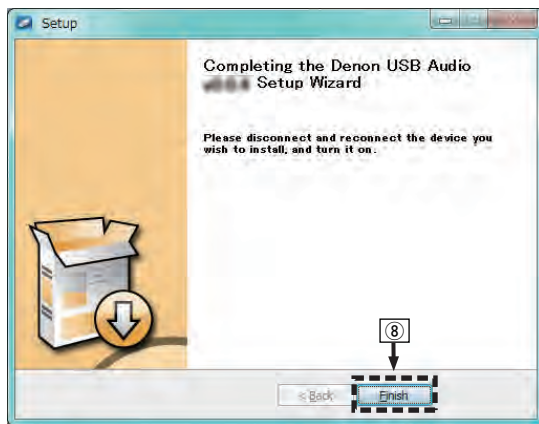 Setup
Completing the Denon USB Audio
Setup Wizard
Please disconnect and reconnect the device you
wish to install, and turn it on.
⑧
< Back
Finish